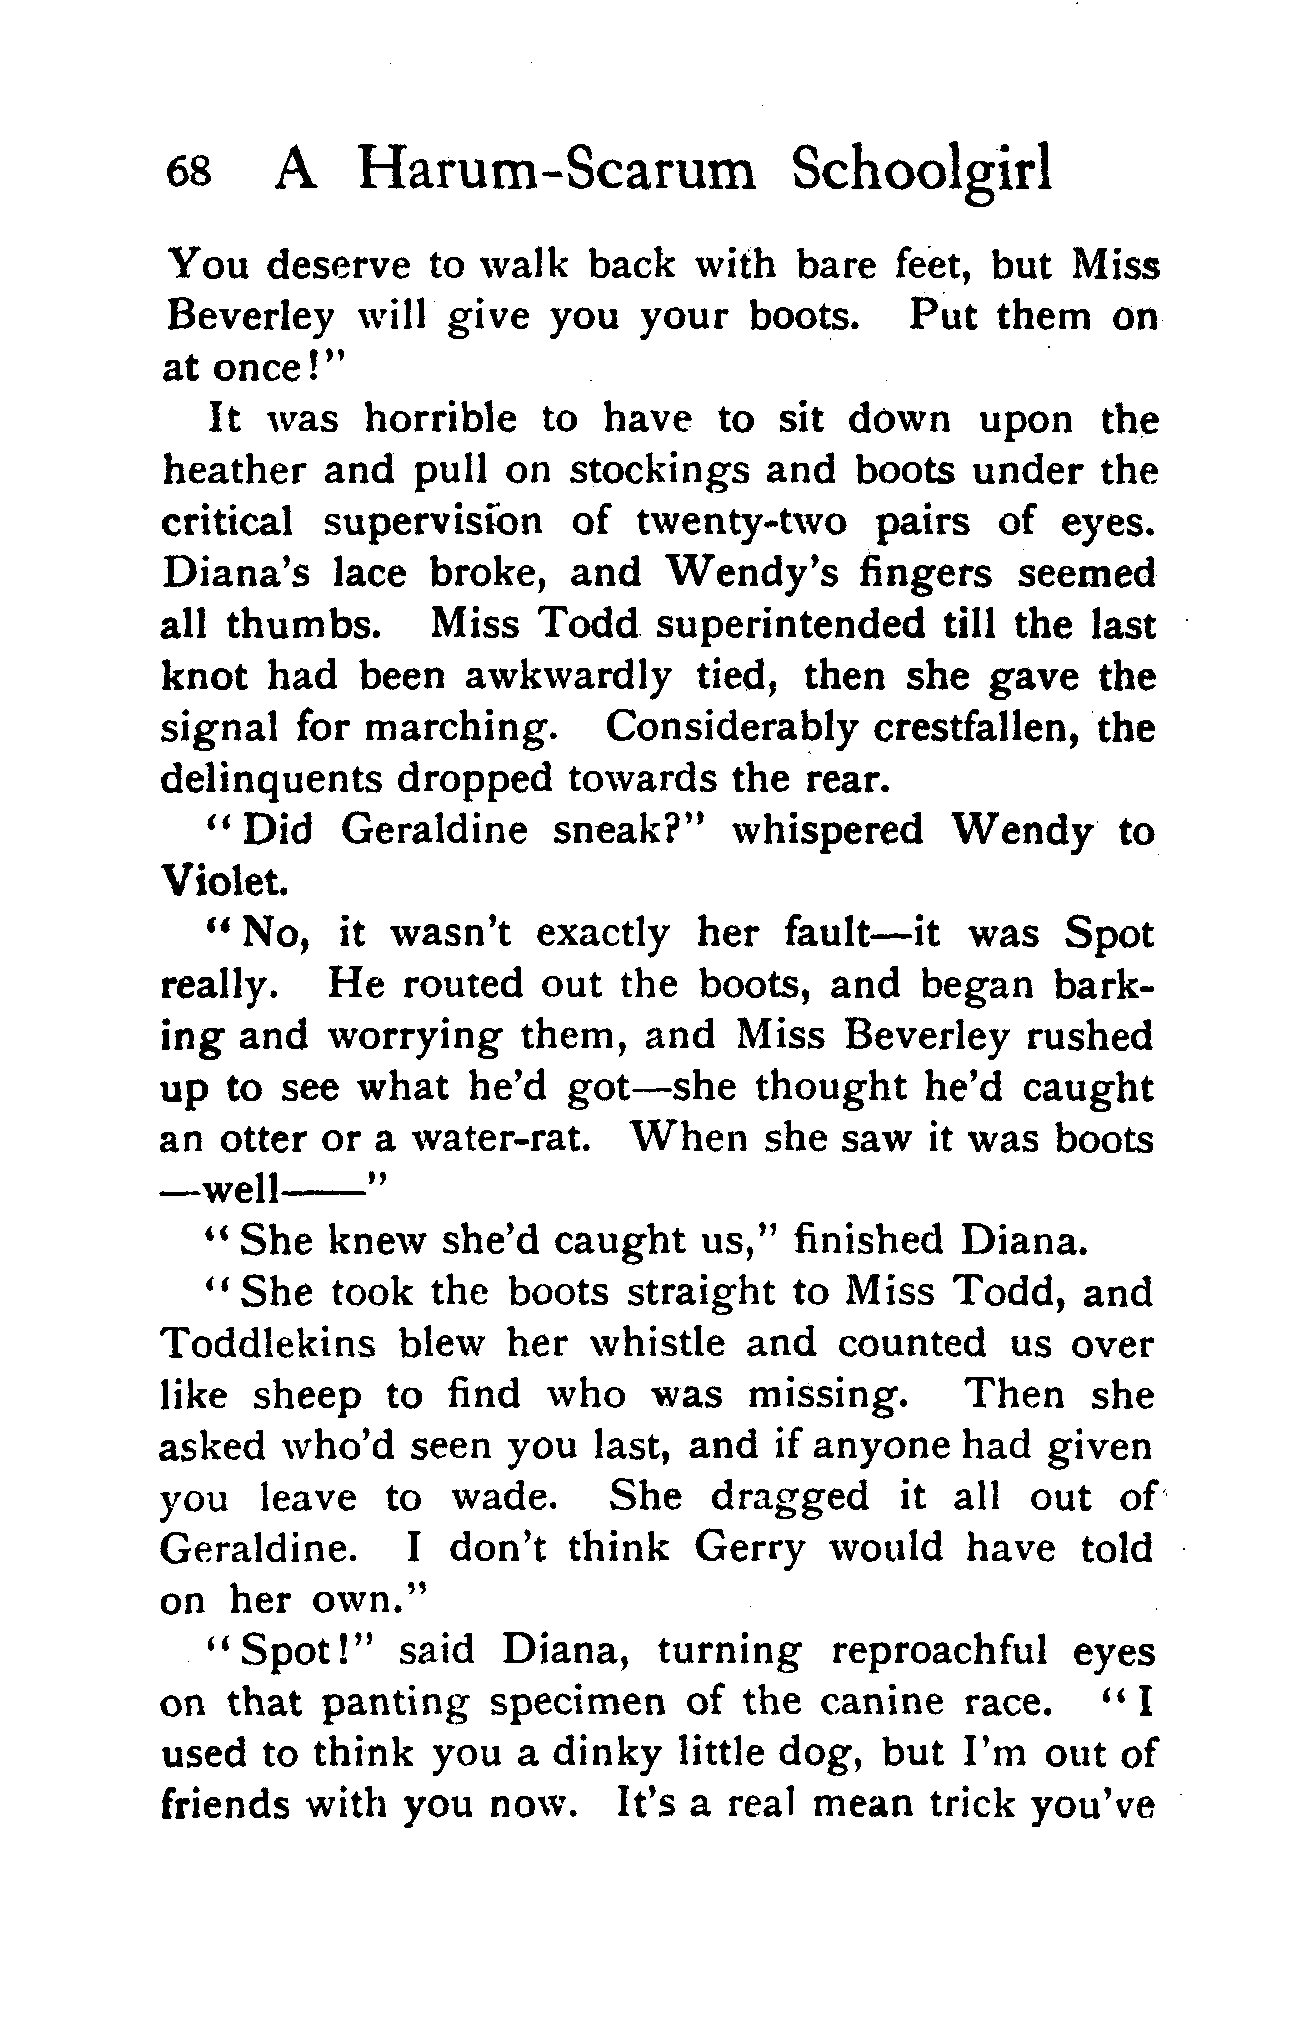 68 A Harum-Scarum Schoolgirl
You deserve to walk back with bare feet, but Miss
Beverley will give you your boots. Put them on
at once!"
It was horrible to have to sit down upon the
heather and pull on stockings and boots under the
critical supervision of twenty-two pairs of eyes.
Diana's lace broke, and Wendy's fingers seemed
all thumbs. Miss Todd superintended till the last
knot had been awkwardly tied, then she gave the
signal for marching. Considerably crestfallen, the
delinquents dropped towards the rear.
"Did Geraldine sneak?" whispered Wendy to
Violet.
"No, it wasn't exactly her fault—it was Spot
really. He routed out the boots, and began bark-
ing and worrying them, and Miss Beverley rushed
up to see what he'd got—she thought he'd caught
an otter or a water-rat. When she saw it was boots
—well——"
"She knew she'd caught us," finished Diana.
"She took the boots straight to Miss Todd, and
Toddlekins blew her whistle and counted us over
like sheep to find who was missing. Then she
asked who'd seen you last, and if anyone had given
you leave to wade. She dragged it all out of
Geraldine. I don't think Gerry would have told
on her own."
"Spot!" said Diana, turning reproachful eyes
on that panting specimen of the canine race. "I
used to think you a dinky little dog, but I'm out of
friends with you now. It's a real mean trick you've